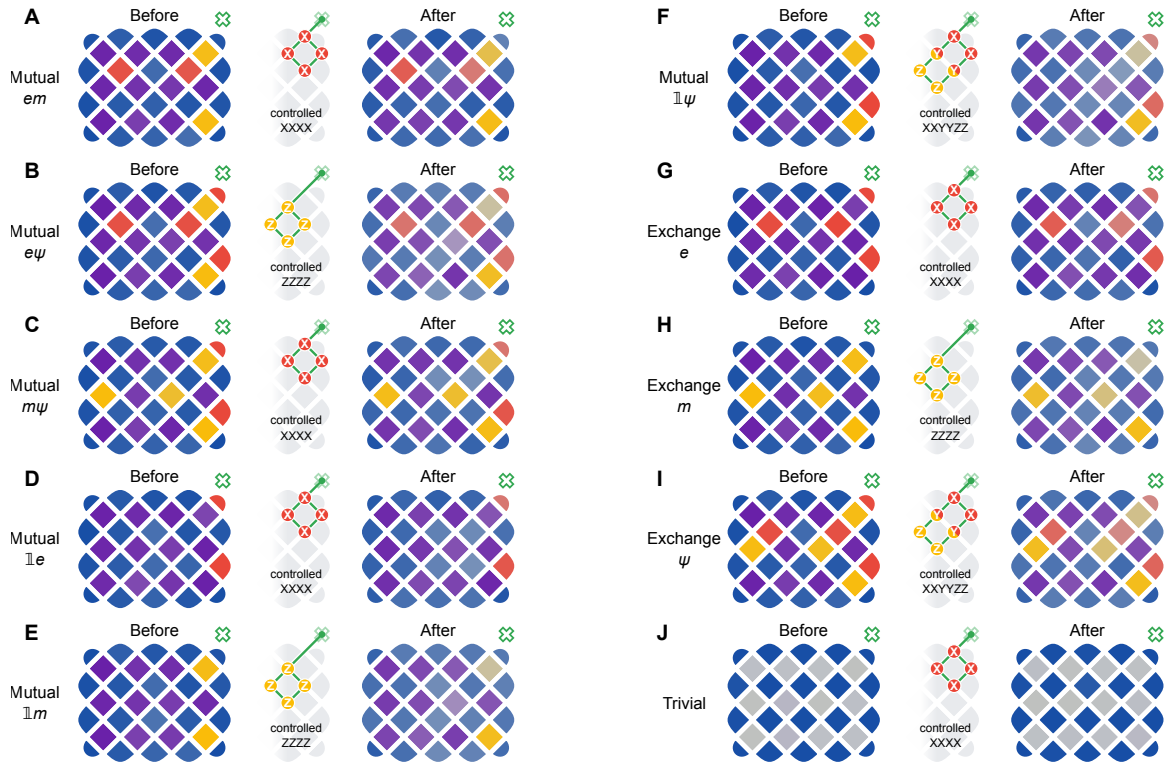 A
Before
After
Mutual
em
X
X X
X
controlled
XXXX
B
Before
After
Mutual
eψ
Z
Z Z
Z
controlled
ZZZZ
C
Before
After
Mutual
mψ
X
X X
X
controlled
XXXX
D
Before
After
Mutual
𝟙e
X
X X
X
controlled
XXXX
E
Before
After
Mutual
𝟙m
Z
Z Z
Z
controlled
ZZZZ
F
Before
After
Mutual
𝟙ψ
X
Y X
Z Y
Z
controlled
XXYYZZ
G
Before
After
Exchange
e
X
X X
X
controlled
XXXX
H
Before
After
Exchange
m
Z
Z Z
Z
controlled
ZZZZ
I
Before
After
Exchange
ψ
X
Y X
Z Y
Z
controlled
XXYYZZ
J
Before
After
Trivial
X
X X
X
controlled
XXXX